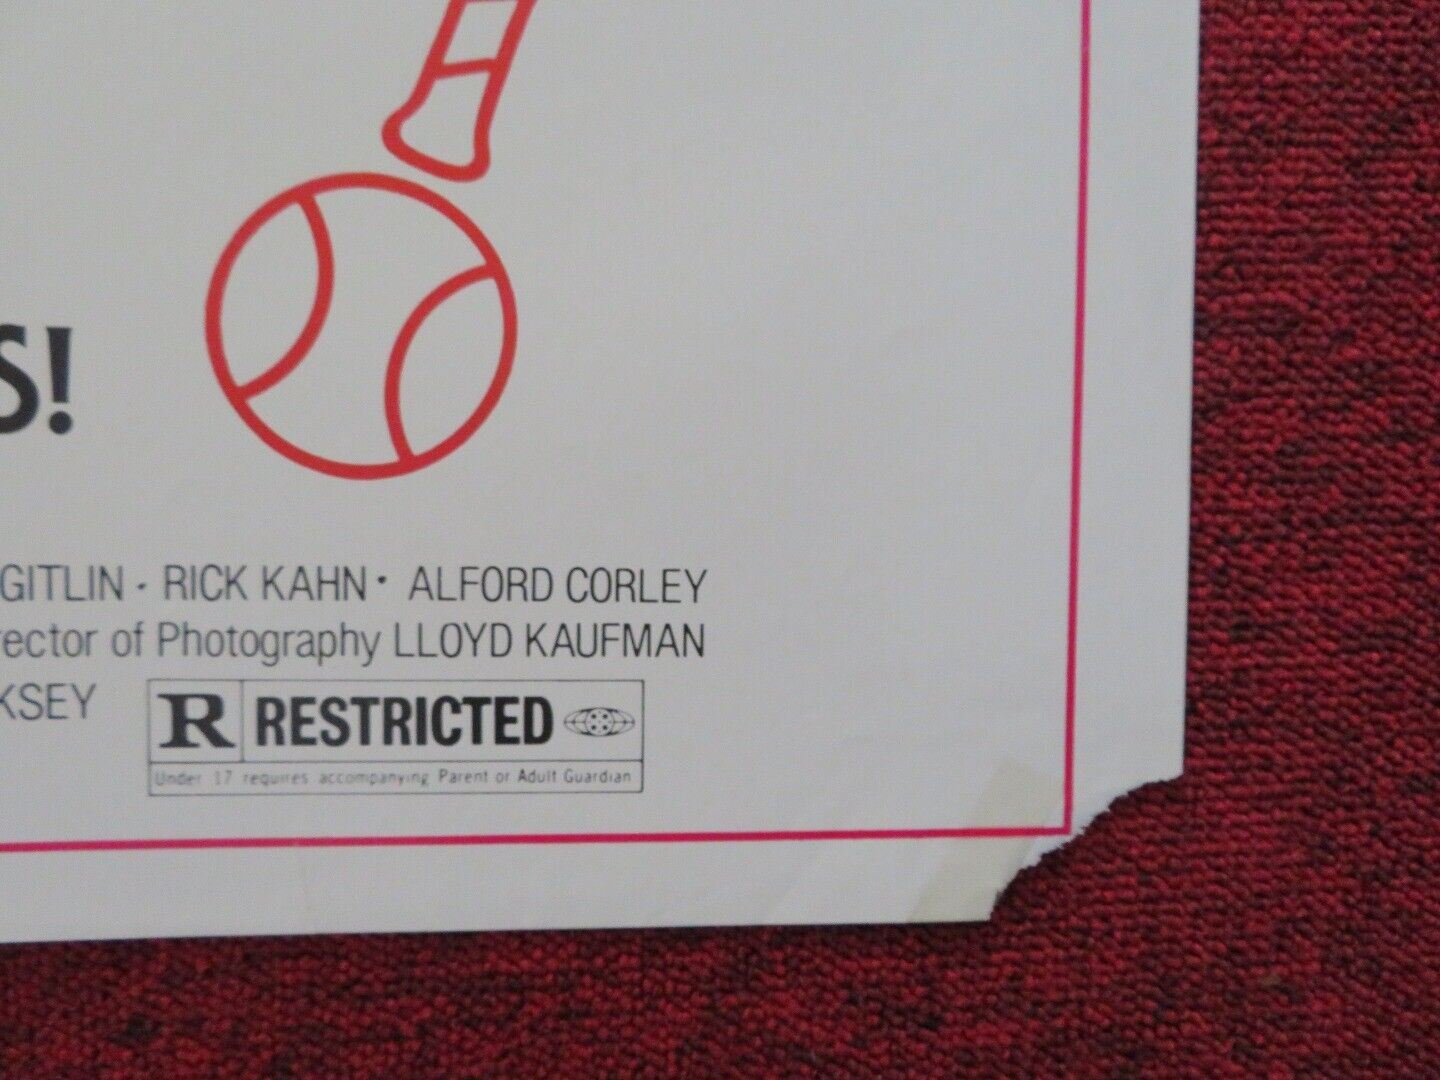 S!
GITLIN · RICK KAHN · ALFORD CORLEY
rector of Photography LLOYD KAUFMAN
KSEY
R RESTRICTED
Under 17 requires accompanying Parent or Adult Guardian